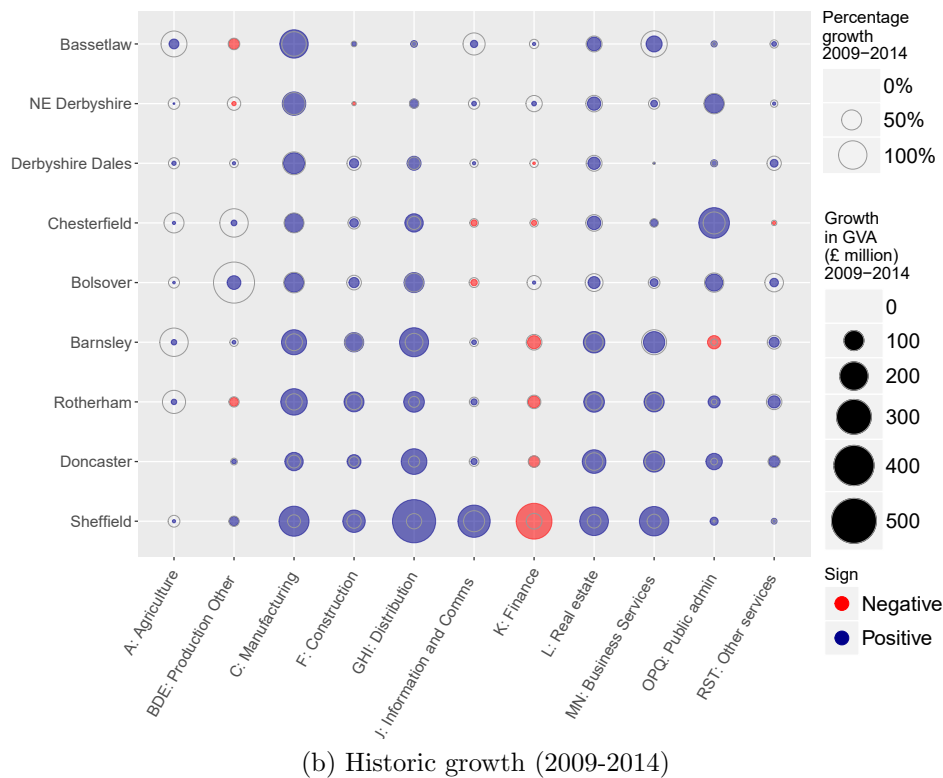 Bassetlaw
NE Derbyshire
Derbyshire Dales
Chesterfield
Bolsover
Barnsley
Rotherham
Doncaster
Sheffield
A: Agriculture
BDE: Production Other
C: Manufacturing
F: Construction
GHI: Distribution
J: Information and Comms
K: Finance
L: Real estate
MN: Business Services
OPQ: Public admin
RST: Other services
Percentage
growth
2009−2014
0%
50%
100%
Growth
in GVA
(£ million)
2009−2014
0
100
200
300
400
500
Sign
Negative
Positive
(b) Historic growth (2009-2014)